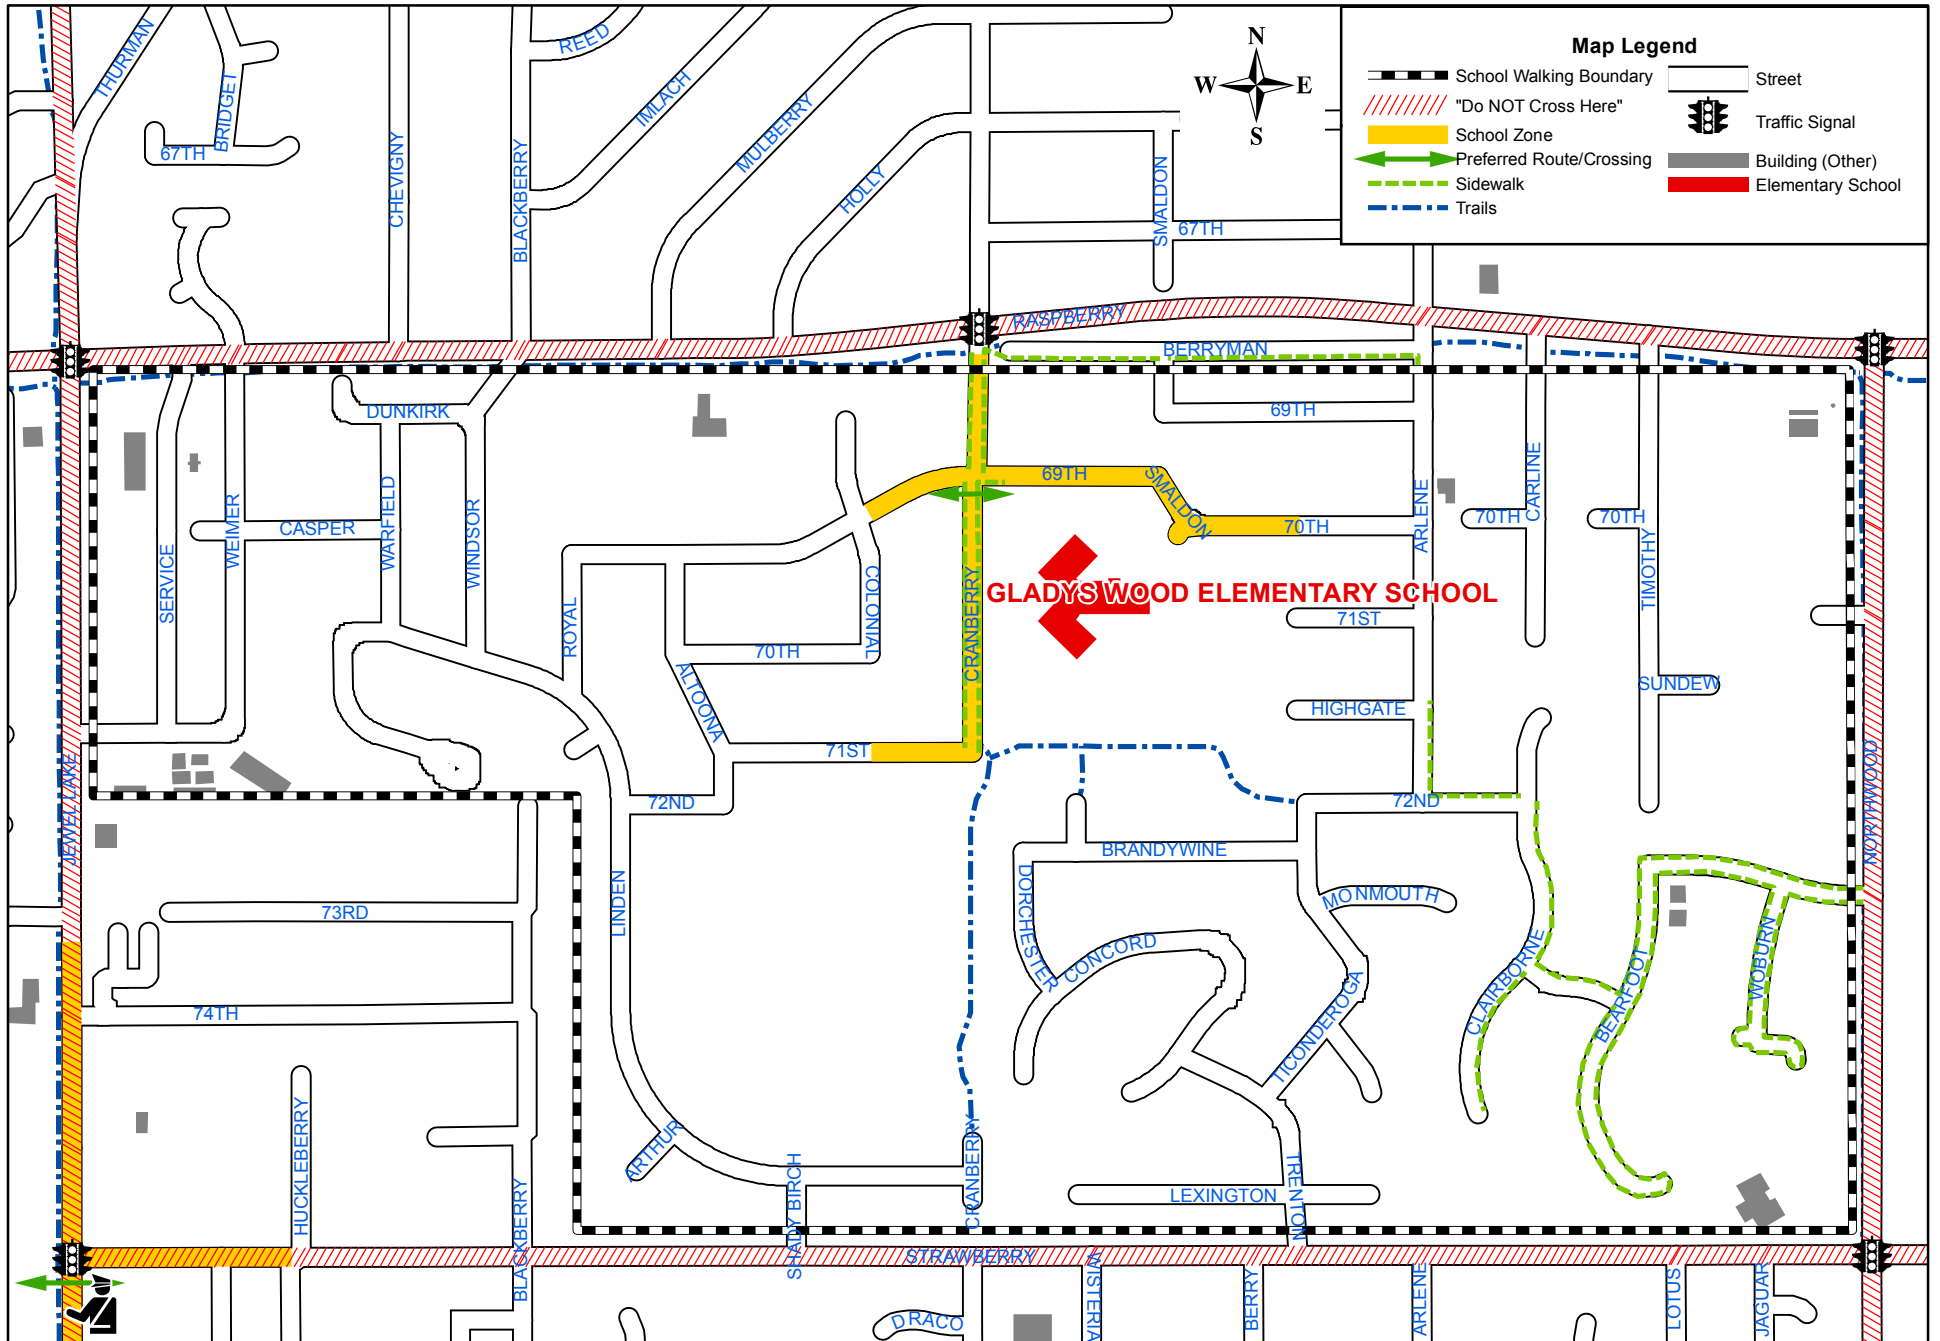 Map Legend
School Walking Boundary
Street
"Do NOT Cross Here"
Traffic Signal
School Zone
Preferred Route/Crossing
Building (Other)
Sidewalk
Elementary School
Trails
N
W
E
S
THURMAN
BRIDGET
67TH
CHEVIGNY
BLACKBERRY
REED
IMLACH
MULBERRY
HOLLY
SMALDON
67TH
RASPBERRY
BERRYMAN
69TH
DUNKIRK
SERVICE
WEIMER
CASPER
WARFIELD
WINDSOR
ROYAL
COLONIAL
70TH
ALTOONA
71ST
72ND
CRANBERRY
69TH
SMALDON
70TH
ARLENE
GLADYS WOOD ELEMENTARY SCHOOL
71ST
HIGHGATE
72ND
70TH
CARLINE
70TH
TIMOTHY
SUNDEW
NORTHWOOD
JEWEL LAKE
73RD
74TH
LINDEN
BRANDYWINE
DORCHESTER
CONCORD
MONMOUTH
TICONDEROGA
CLAIRBORNE
BEARFOOT
WOBURN
HUCKLEBERRY
BLACKBERRY
ARTHUR
SHADY BIRCH
CRANBERRY
LEXINGTON
TRENTON
STRAWBERRY
DRACO
WISTERIA
BERRY
ARLENE
LOTUS
JAGUAR